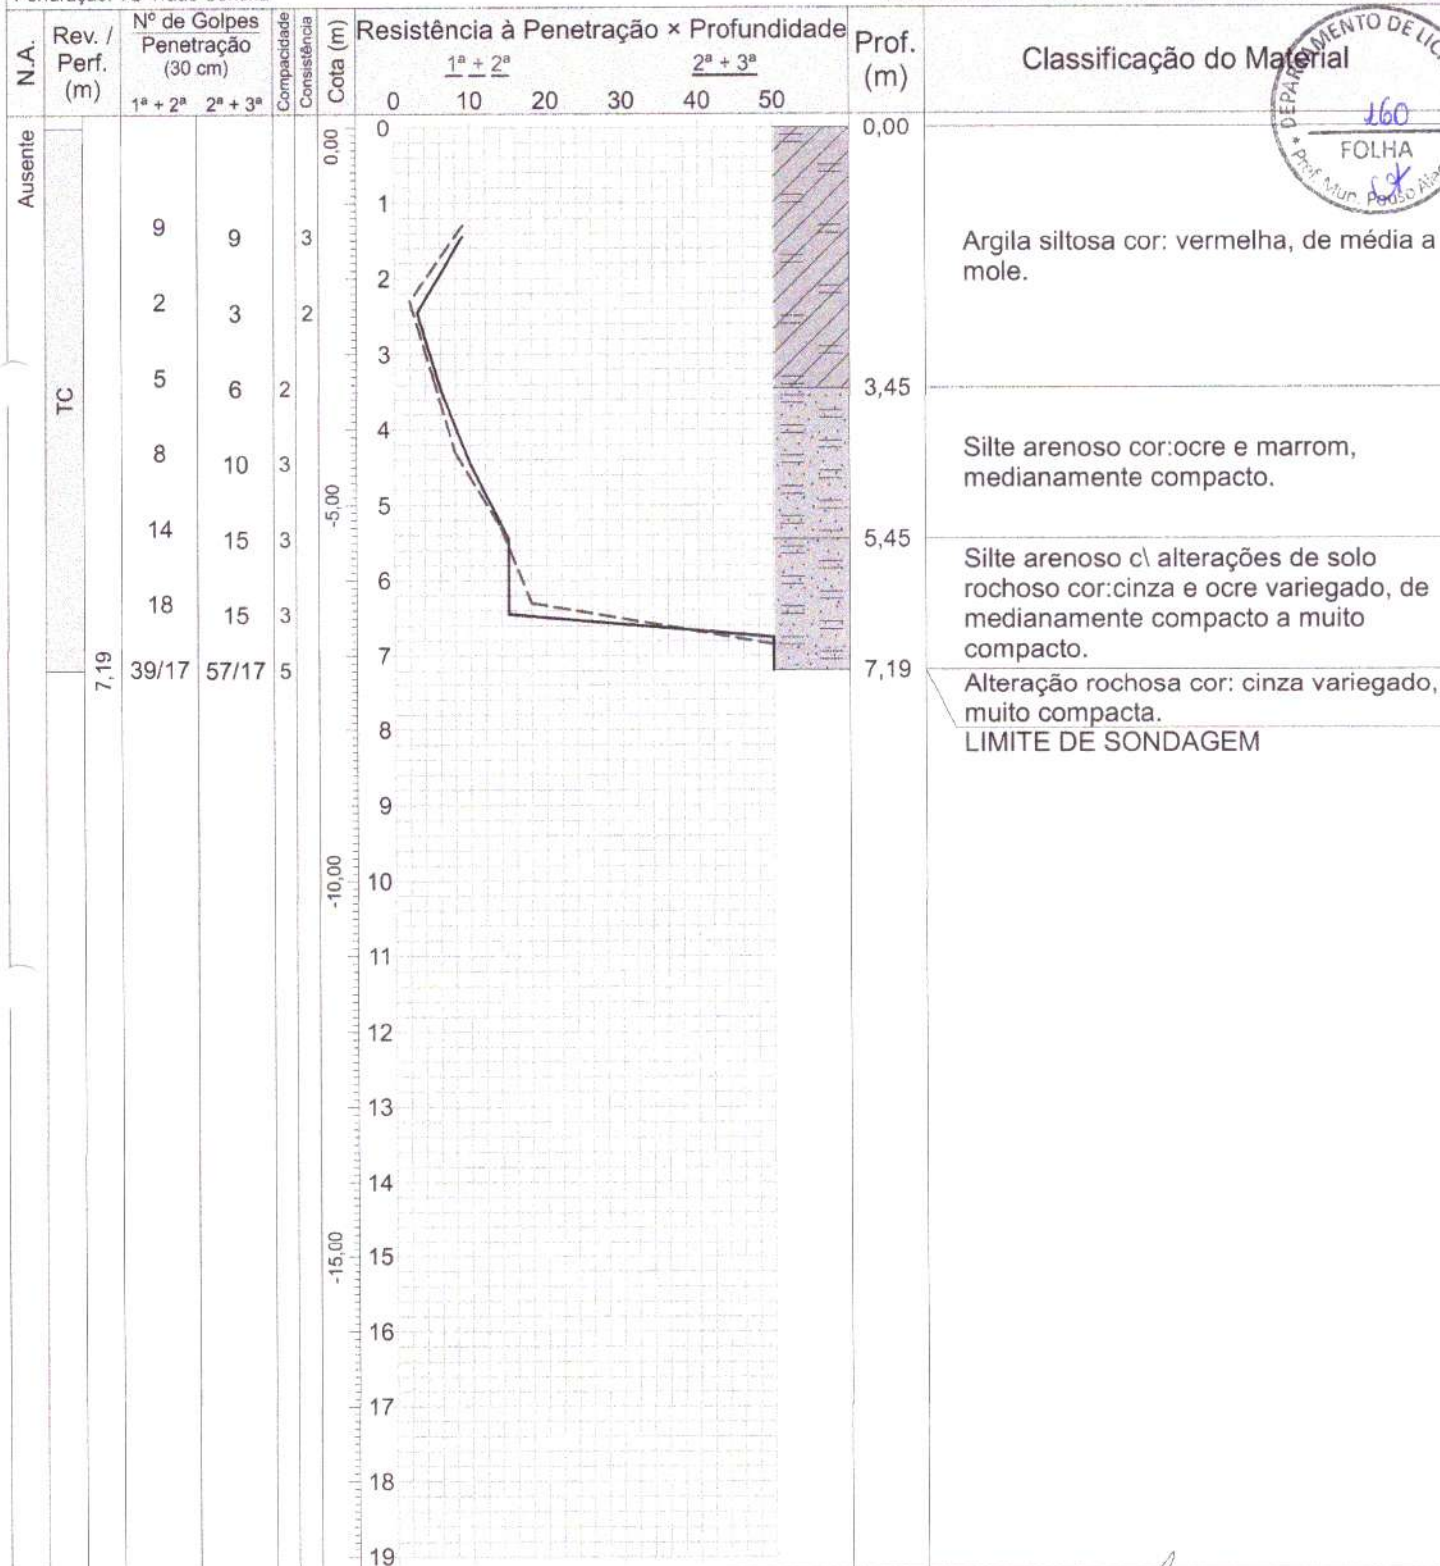 N.A.
Rev. /
Perf.
(m)
Nº de Golpes
Penetração
(30 cm)
1ª + 2ª 2ª + 3ª
Compacidade
Consistência
Cota (m)
Resistência à Penetração × Profundidade
1ª + 2ª 2ª + 3ª
0 10 20 30 40 50
Prof.
(m)
Classificação do Material
DEPARTAMENTO DE LIC
160
FOLHA
Pref. Mun. Pouso Aleg
Ausente
TC
7,19
9 9 3
2 3 2
5 6 2
8 10 3
14 15 3
18 15 3
39/17 57/17 5
0,00
-5,00
-10,00
-15,00
0
1
2
3
4
5
6
7
8
9
10
11
12
13
14
15
16
17
18
19
0,00
Argila siltosa cor: vermelha, de média a
mole.
3,45
Silte arenoso cor:ocre e marrom,
medianamente compacto.
5,45
Silte arenoso c\ alterações de solo
rochoso cor:cinza e ocre variegado, de
medianamente compacto a muito
compacto.
7,19
Alteração rochosa cor: cinza variegado,
muito compacta.
LIMITE DE SONDAGEM